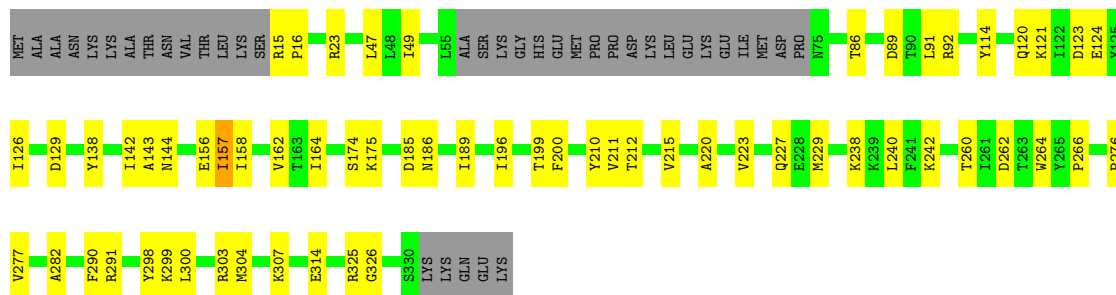 MET ALA ALA ASN LYS LYS ALA THR ASN VAL THR LEU LYS SER R15 P16 R23 L47 L48 I49 L55 ALA SER LYS GLY HIS GLU MET PRO PRO ASP LYS LEU GLU LYS GLU ILE MET ASP PRO N75 T86 D89 T90 L91 R92 Y114 Q120 K121 I122 D123 E124
I126 D129 Y138 I142 A143 N144 E156 I157 I158 V162 T163 I164 S174 K175 D185 N186 I189 I196 T199 F200 Y210 V211 T212 V215 A220 V223 Q227 E228 M229 K238 K239 L240 F241 K242 T260 I261 D262 T263 W264 Y265 P266
V277 A282 F290 R291 Y298 K299 L300 R303 M304 K307 E314 R325 G326 S330 LYS LYS GLN GLU LYS